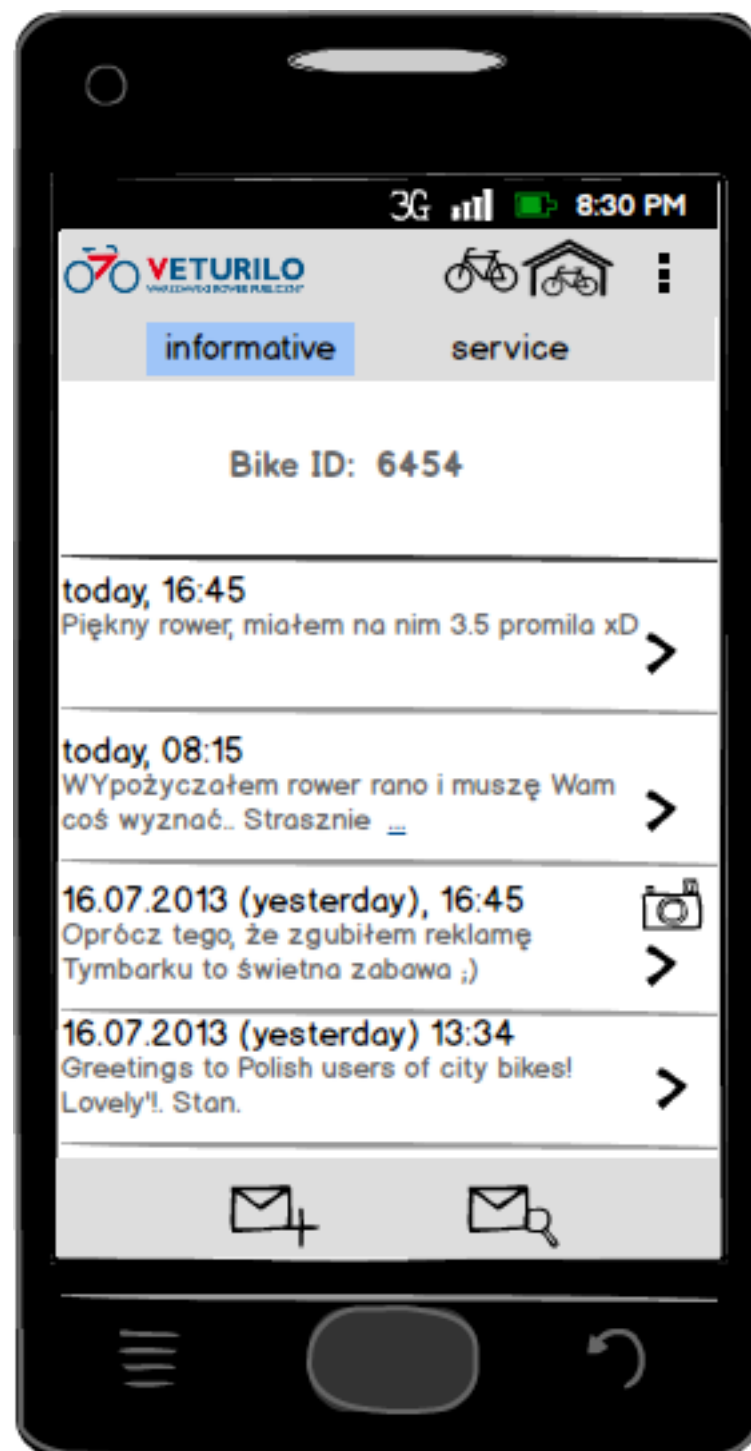 3G 8:30 PM
VETURILO
WARSZAWSKI ROWER PUBLICZNY
informative service
Bike ID: 6454
today, 16:45
Piękny rower, miałem na nim 3.5 promila xD
today, 08:15
WYpożyczałem rower rano i muszę Wam
coś wyznać.. Strasznie ...
16.07.2013 (yesterday), 16:45
Oprócz tego, że zgubiłem reklamę
Tymbarku to świetna zabawa ;)
16.07.2013 (yesterday) 13:34
Greetings to Polish users of city bikes!
Lovely'!. Stan.